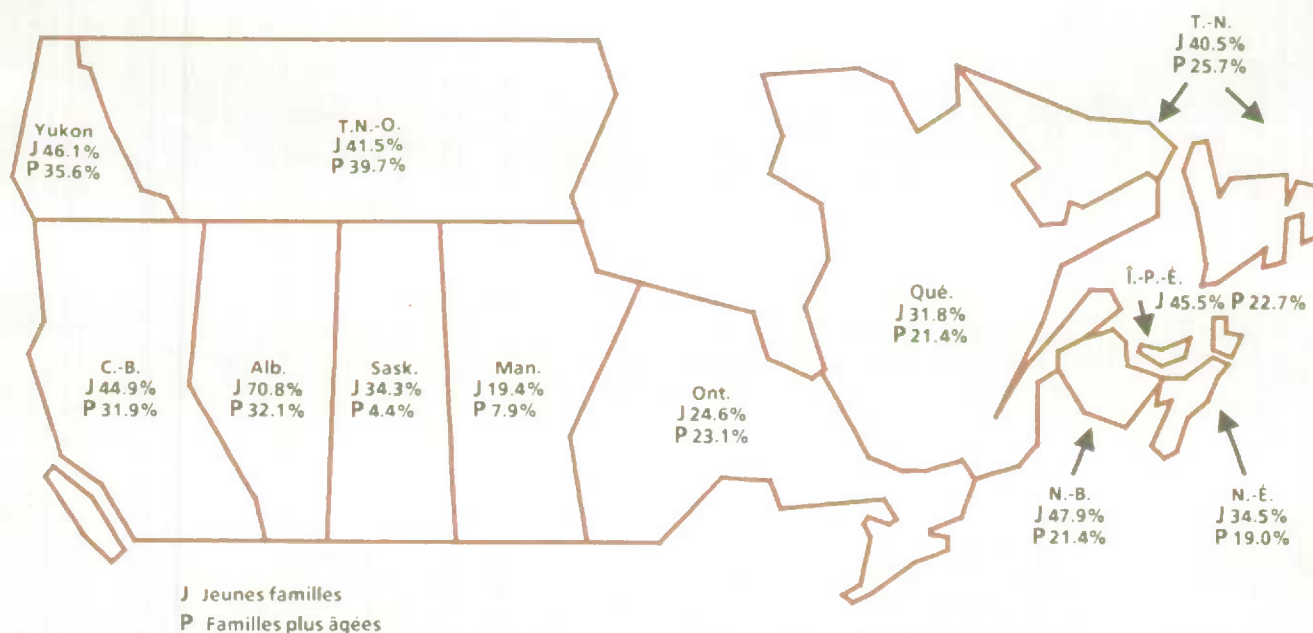 T.-N.
J 40.5%
P 25.7%
Yukon
J 46.1%
P 35.6%
T.N.-O.
J 41.5%
P 39.7%
Î.-P.-É.
J 45.5% P 22.7%
Qué.
J 31.8%
P 21.4%
C.-B.
J 44.9%
P 31.9%
Alb.
J 70.8%
P 32.1%
Sask.
J 34.3%
P 4.4%
Man.
J 19.4%
P 7.9%
Ont.
J 24.6%
P 23.1%
N.-B.
J 47.9%
P 21.4%
N.-É.
J 34.5%
P 19.0%
J Jeunes familles
P Familles plus âgées